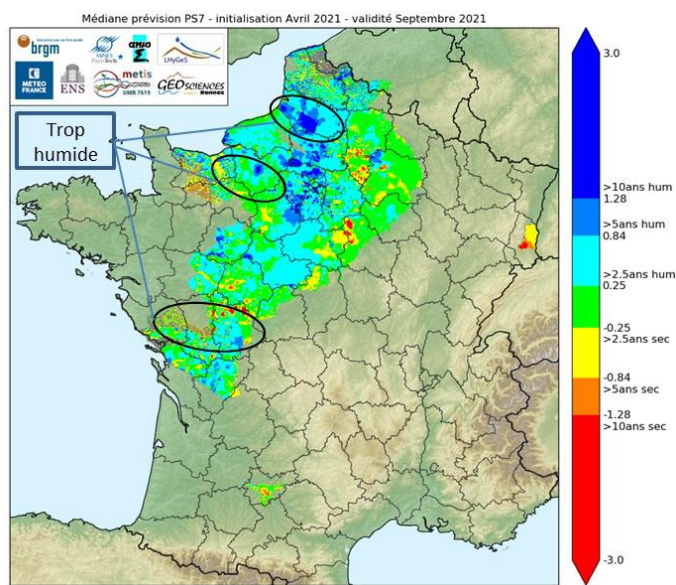 Médiane prévision PS7 - initialisation Avril 2021 - validité Septembre 2021
brgm
MINES
ParisTech
LHyGeS
METEO
FRANCE
ENS
metis
UMR 7619
GÉOSCIENCES
Rennes
Trop
humide
3.0
>10ans hum
1.28
>5ans hum
0.84
>2.5ans hum
0.25
-0.25
>2.5ans sec
-0.84
>5ans sec
-1.28
>10ans sec
-3.0